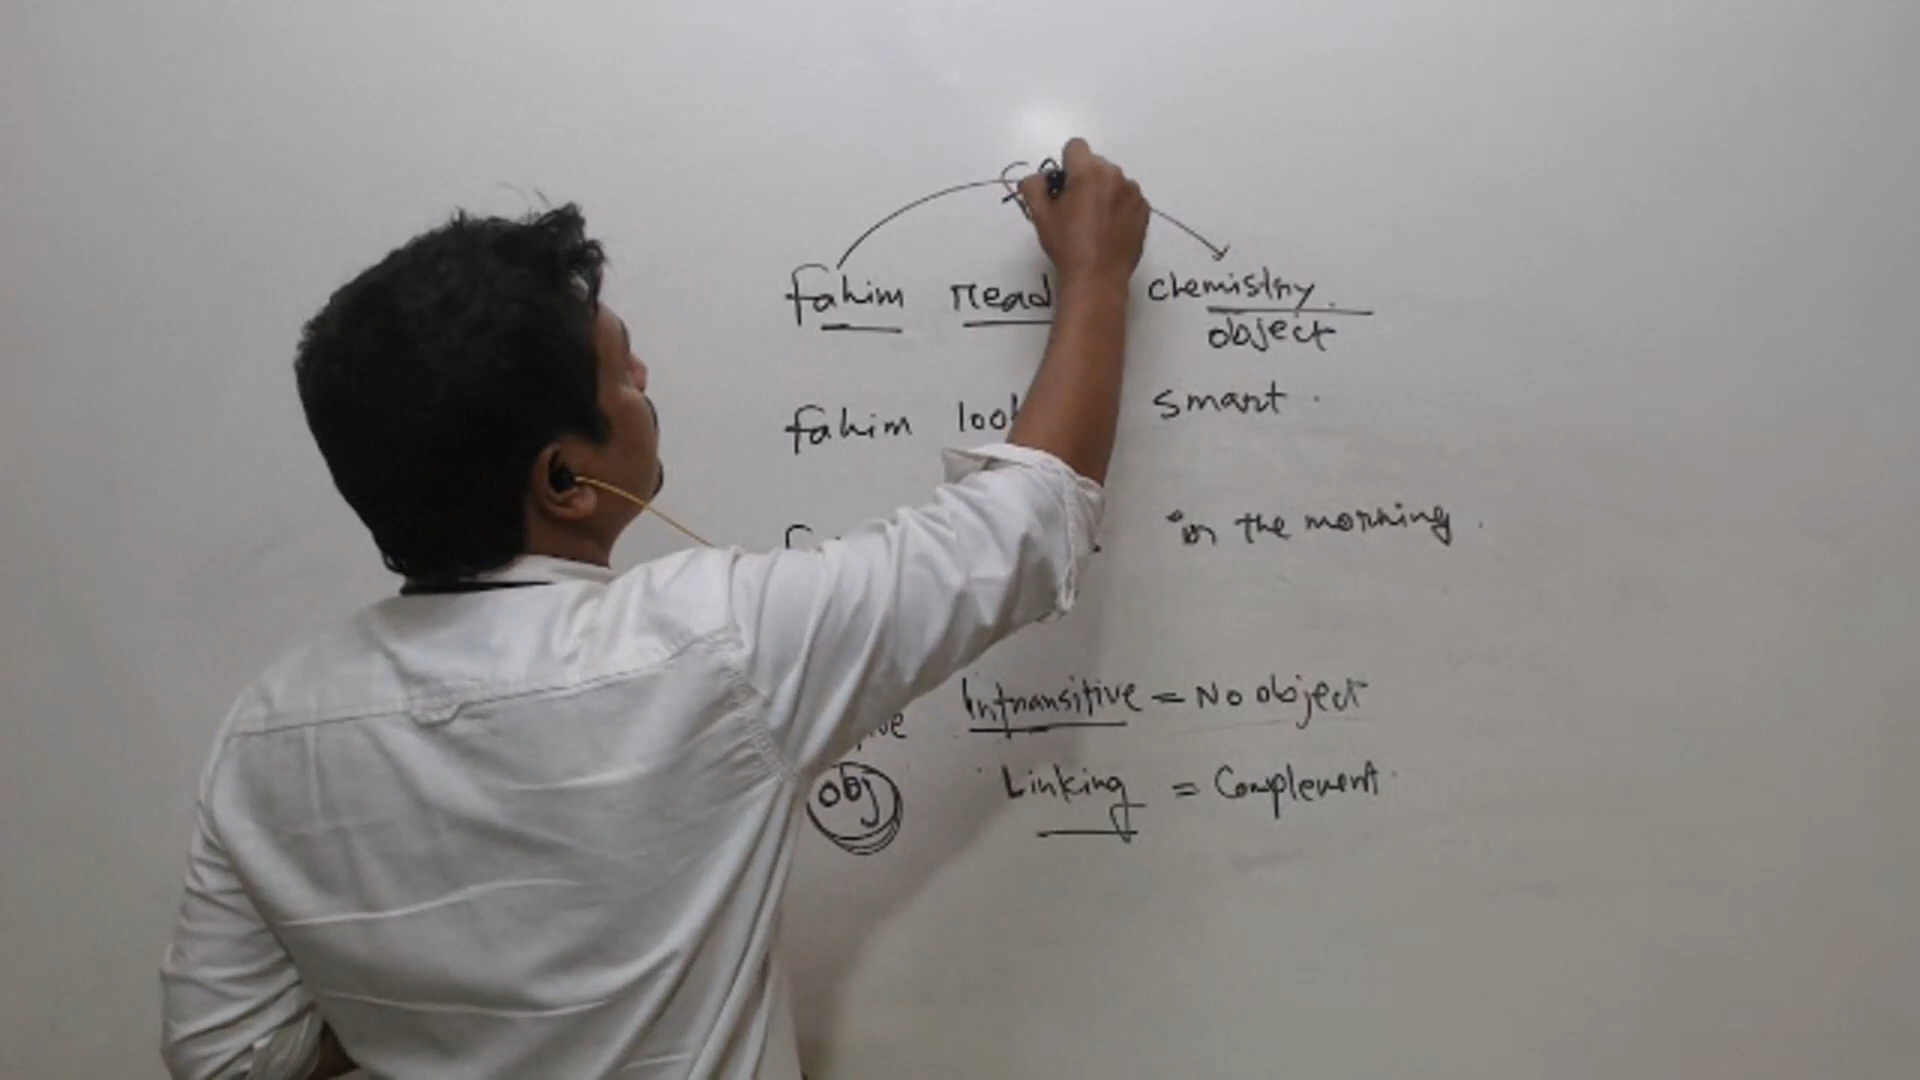 Fahim read chemistry.
object
Fahim smart.
in the morning.
Intransitive = No object
obj Linking = Complement